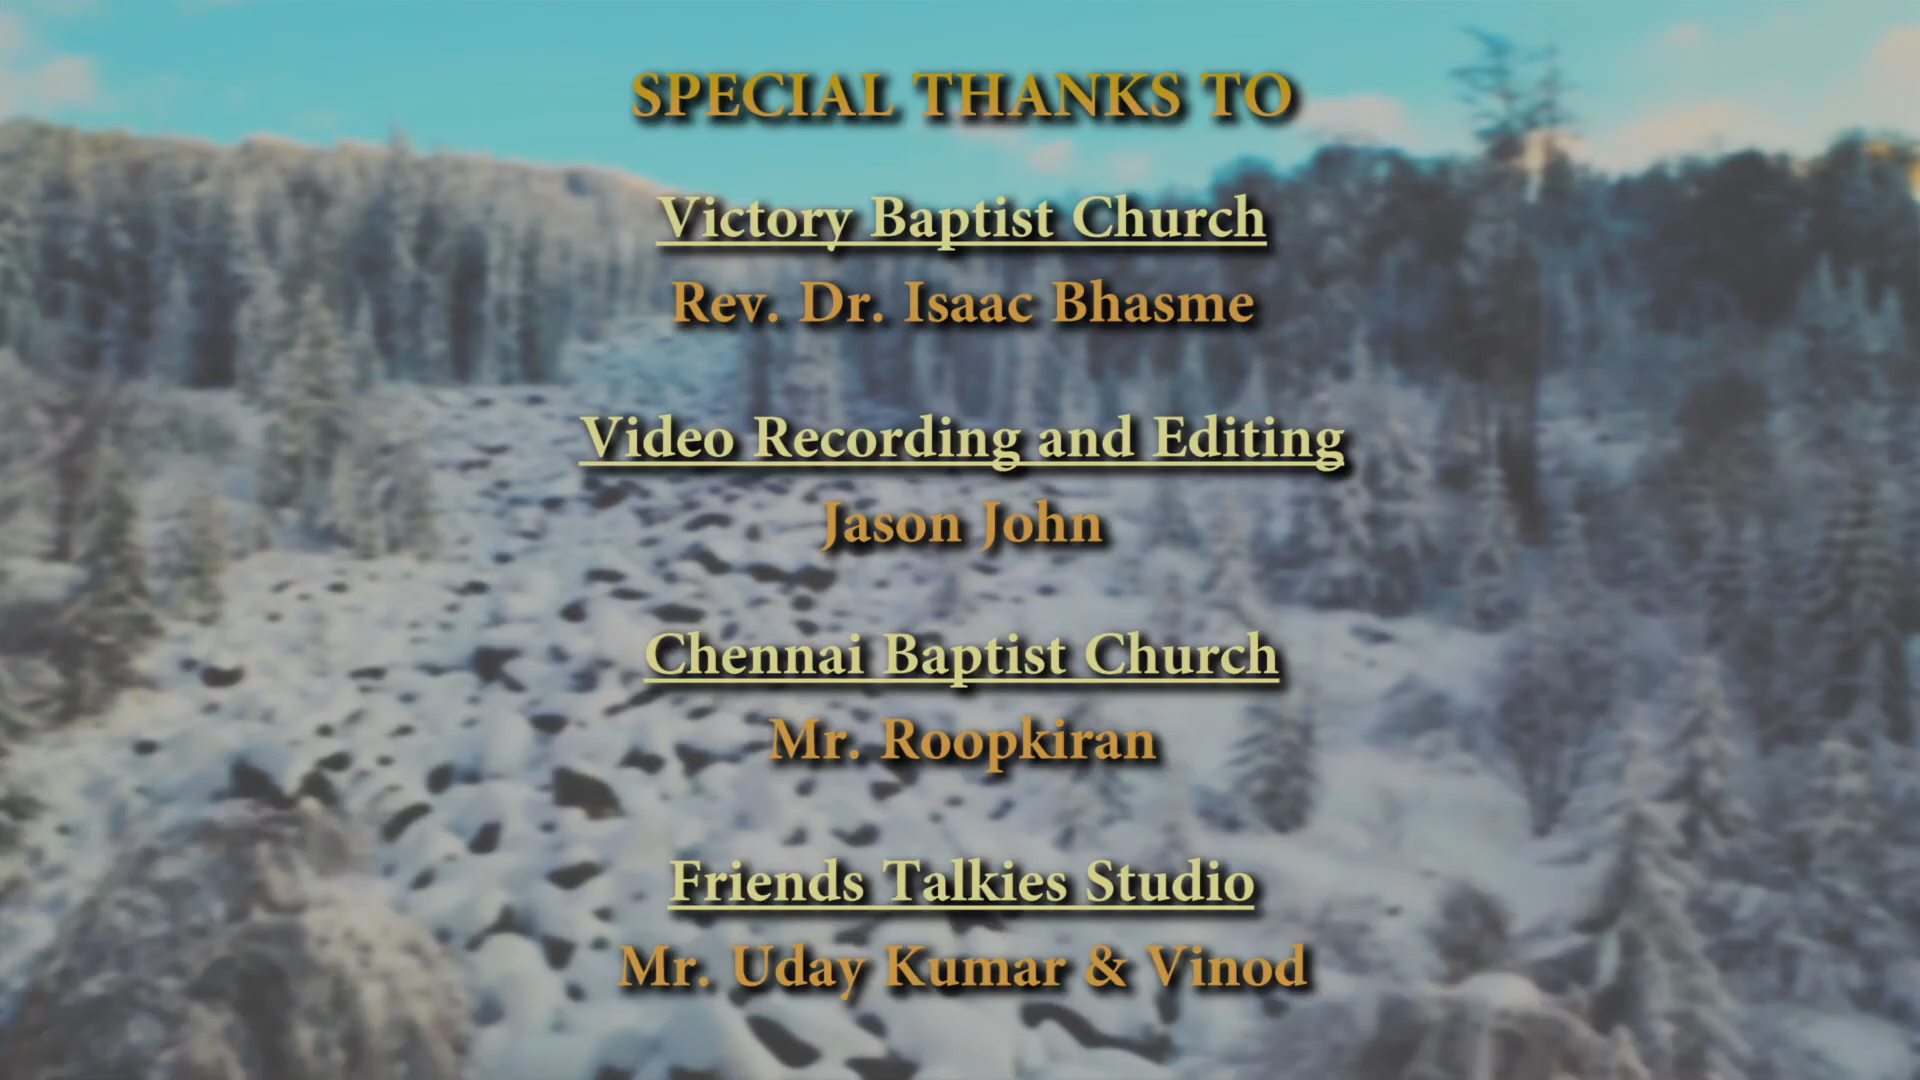 SPECIAL THANKS TO
Victory Baptist Church
Rev. Dr. Isaac Bhasme
Video Recording and Editing
Jason John
Chennai Baptist Church
Mr. Roopkiran
Friends Talkies Studio
Mr. Uday Kumar & Vinod